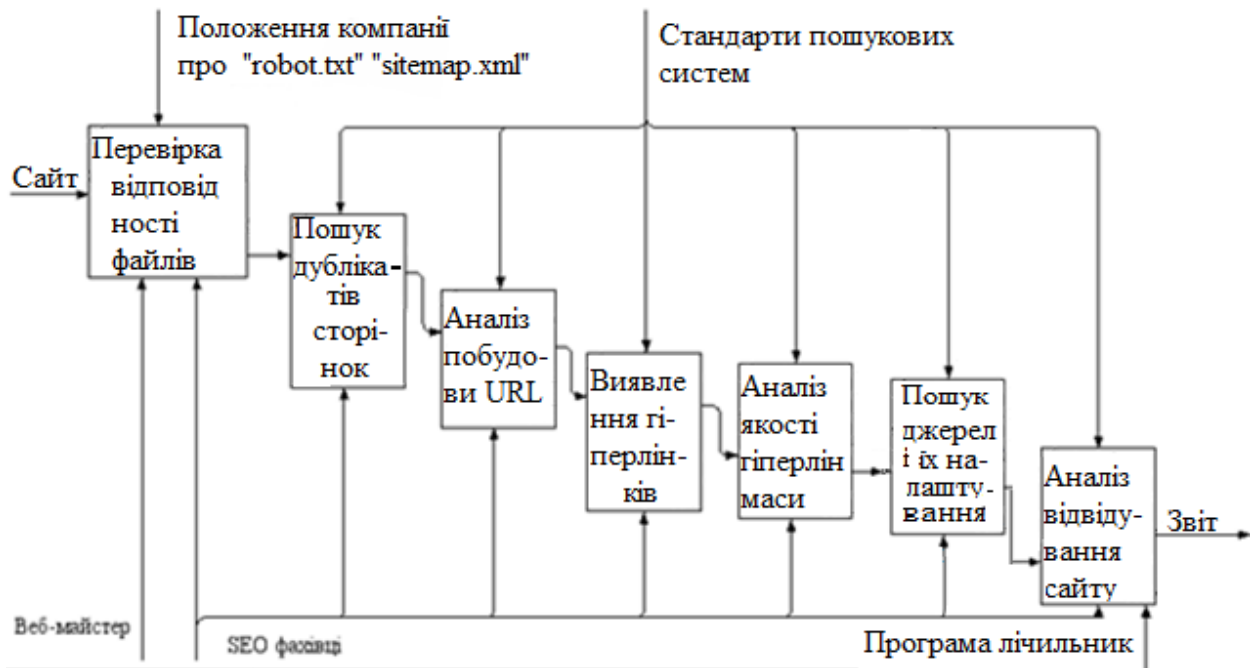 Положення компанії
про "robot.txt" "sitemap.xml"
Стандарти пошукових
систем
Сайт
Перевірка
відповід
ності
файлів
Пошук
дубліка-
тів
сторі-
нок
Аналіз
побудо-
ви URL
Виявле
ння гі-
перлін-
ків
Аналіз
якості
гіперлін
маси
Пошук
джерел
і їх на-
лашту-
вання
Аналіз
відвіду-
вання
сайту
Звіт
Веб-майстер
SEO фахівці
Програма лічильник